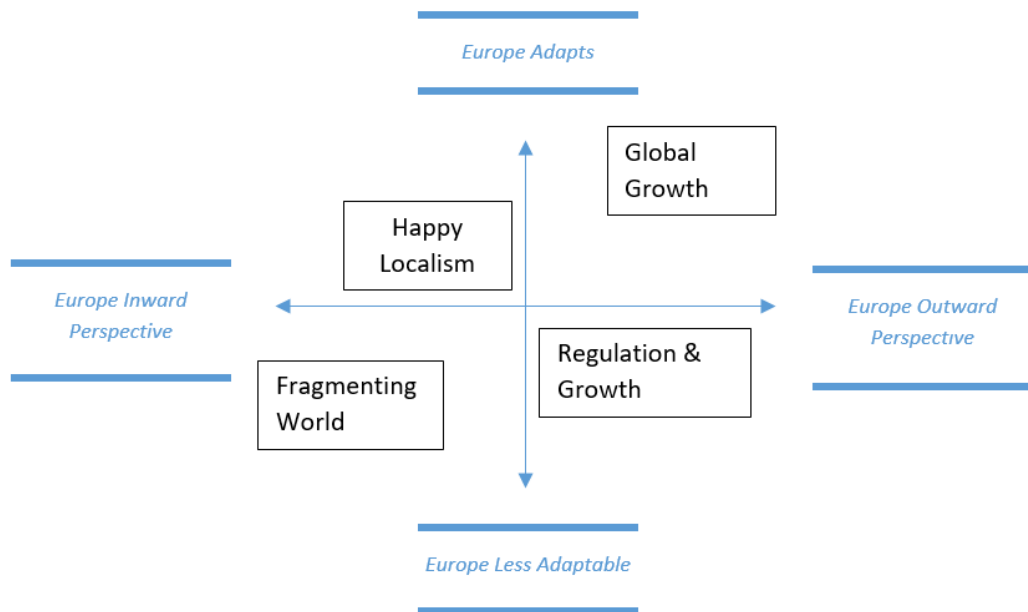 Europe Adapts
Global
Growth
Happy
Localism
Europe Inward
Perspective
Europe Outward
Perspective
Regulation &
Growth
Fragmenting
World
Europe Less Adaptable